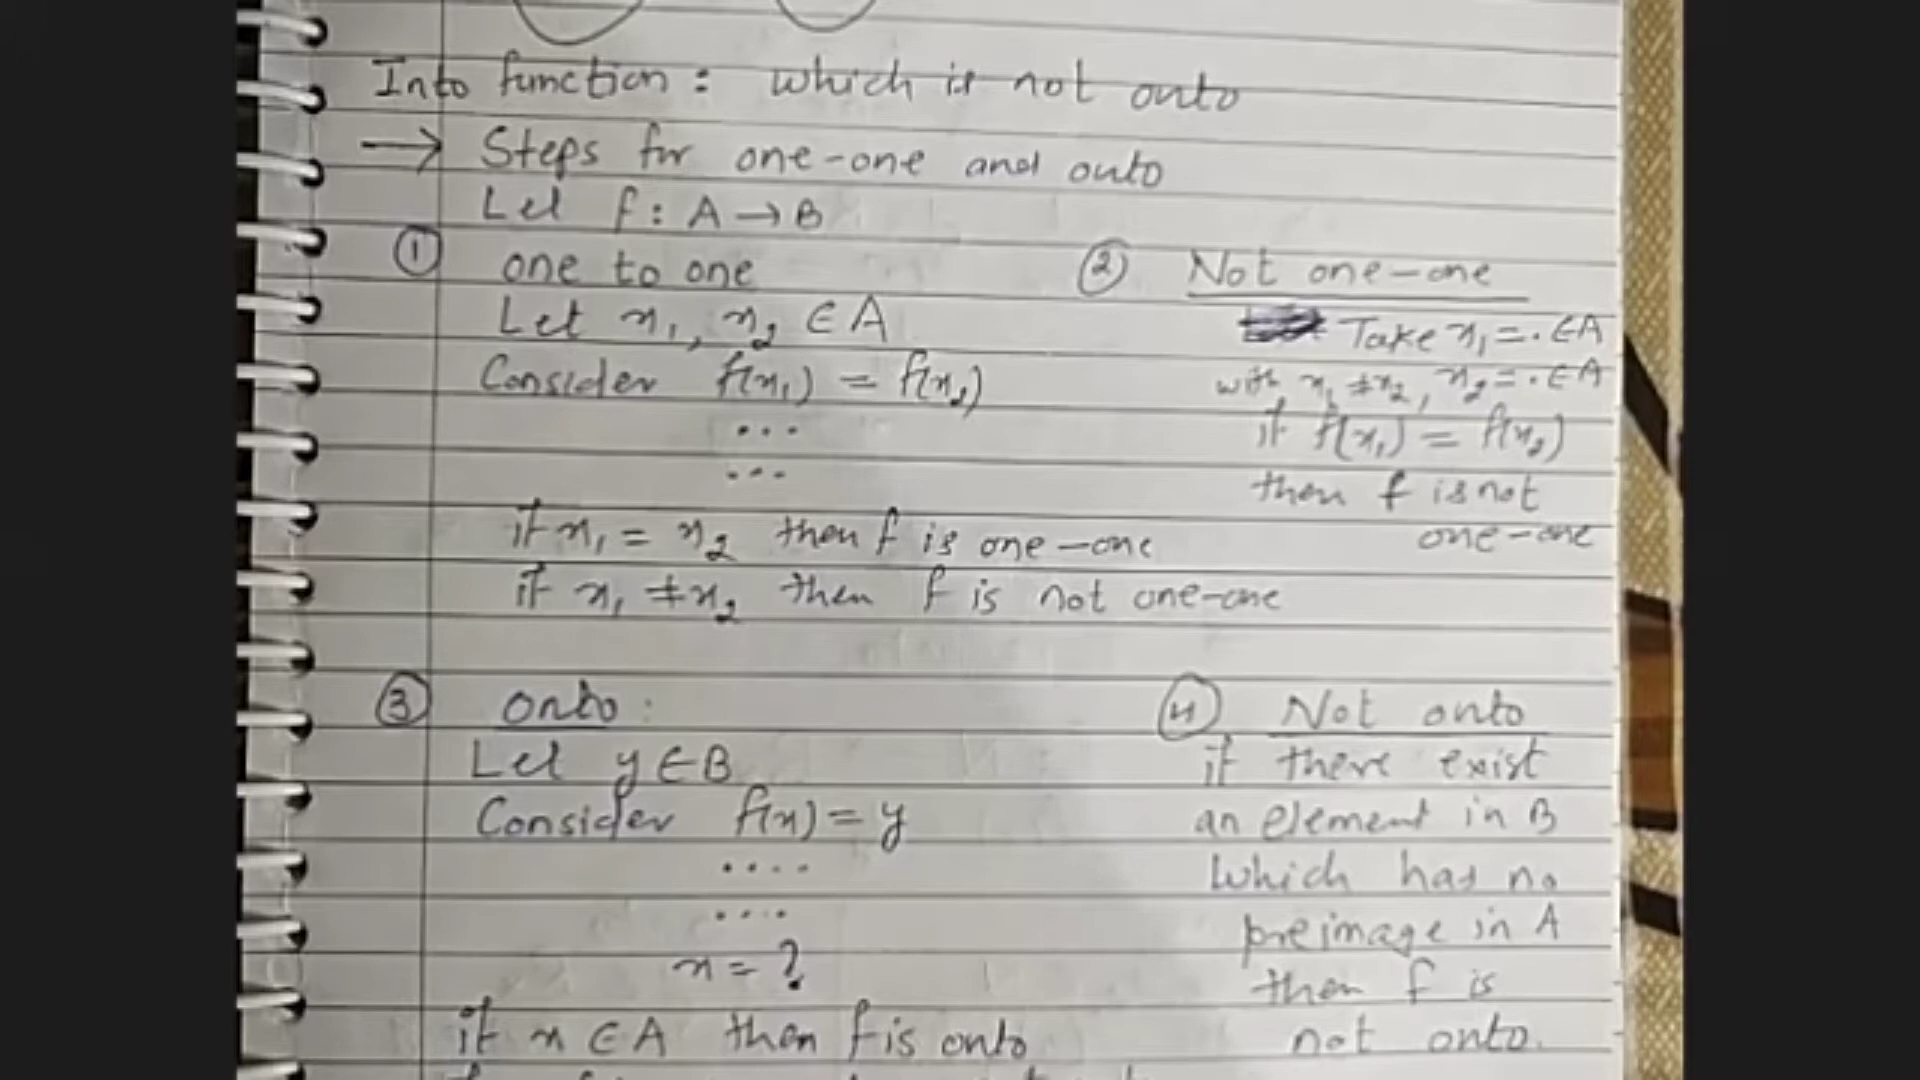 Into function: which is not onto
→ Steps for one-one and onto
Let f: A → B
① one to one
Let x₁, x₂ ∈ A
Consider f(x₁) = f(x₂)
...
...
if x₁ = x₂ then f is one-one
if x₁ ≠ x₂ then f is not one-one
② Not one-one
Take x₁ = . ∈ A
with x₁ ≠ x₂, x₂ = . ∈ A
if f(x₁) = f(x₂)
then f is not
one-one
③ onto:
Let y ∈ B
Consider f(x) = y
....
....
x = ?
if x ∈ A then f is onto
④ Not onto
if there exist
an element in B
which has no
preimage in A
then f is
not onto.